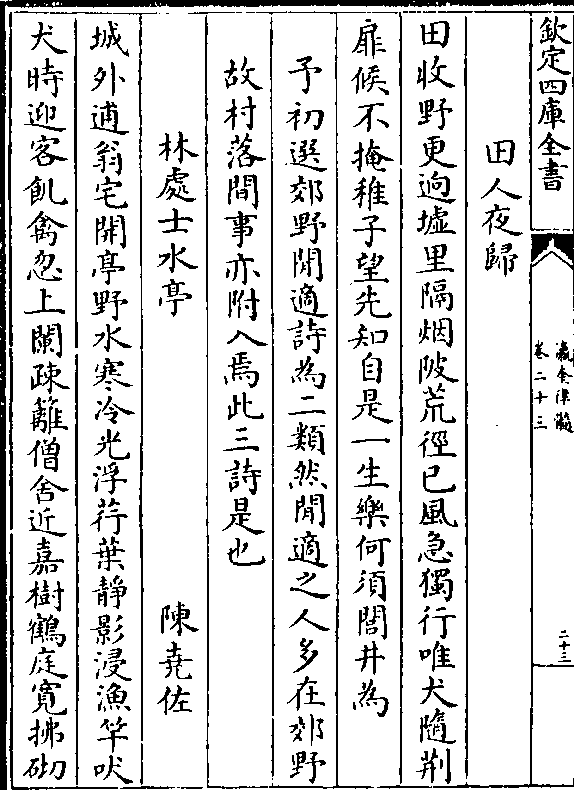 欽定四庫全書
瀛奎律髓
卷二十三
二十三
田人夜歸
田收野更逈墟里隔烟陂荒徑已風急獨行唯犬隨荆
扉候不掩稚子望先知自是一生樂何須閭井為
予初選郊野閒適詩為二類然閒適之人多在郊野
故村落間事亦附入焉此三詩是也
林處士水亭 陳堯佐
城外逋翁宅開亭野水寒冷光浮荇葉靜影浸漁竿吠
犬時迎客飢禽忽上闌疎籬僧舍近嘉樹鶴庭寛拂砌